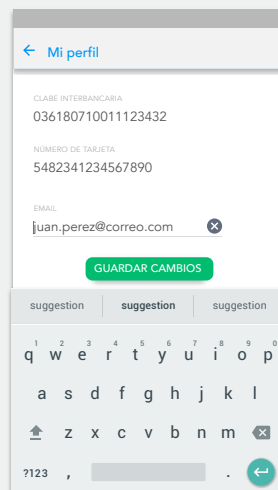 Mi perfil
CLABE INTERBANCARIA
036180710011123432
NÚMERO DE TARJETA
5482341234567890
EMAIL
juan.perez@correo.com
GUARDAR CAMBIOS
suggestion suggestion suggestion
1 2 3 3 5 6 7 8 9 0
q w e r t y u i o p
a s d f g h j k l
z x c v b n m
?123 , .